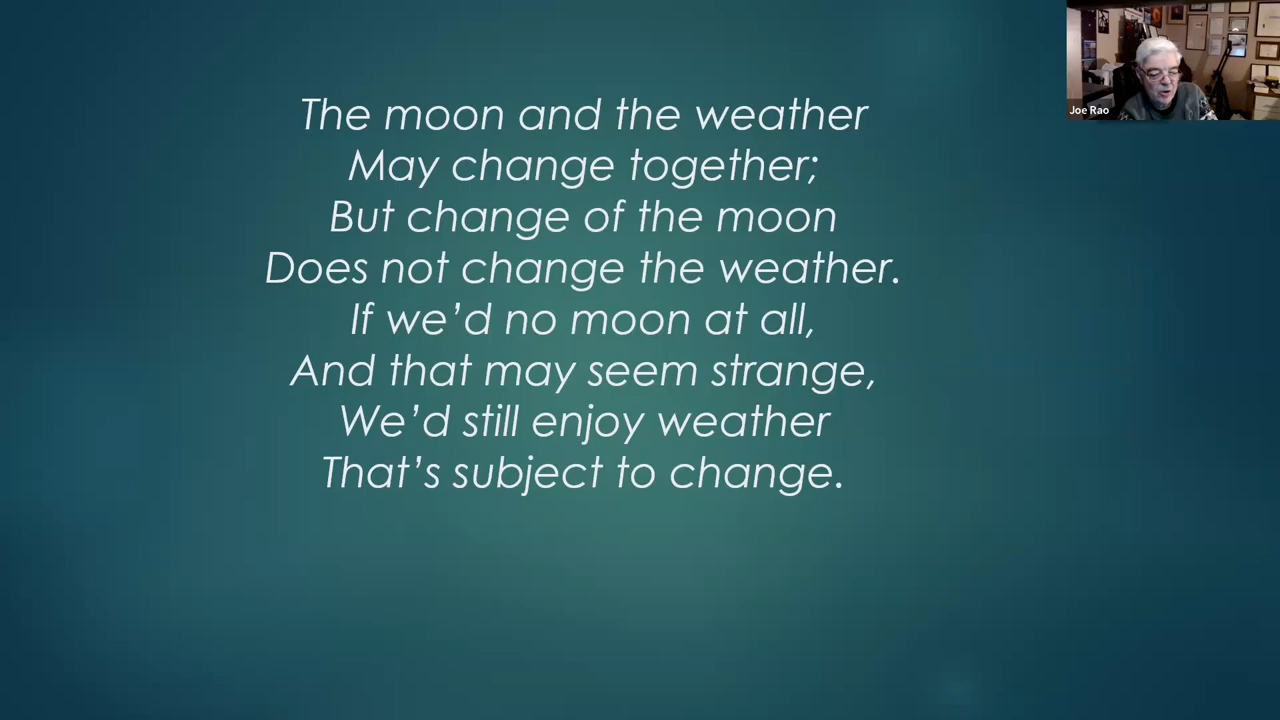 The moon and the weather
May change together;
But change of the moon
Does not change the weather.
If we’d no moon at all,
And that may seem strange,
We’d still enjoy weather
That’s subject to change.
Joe Rao